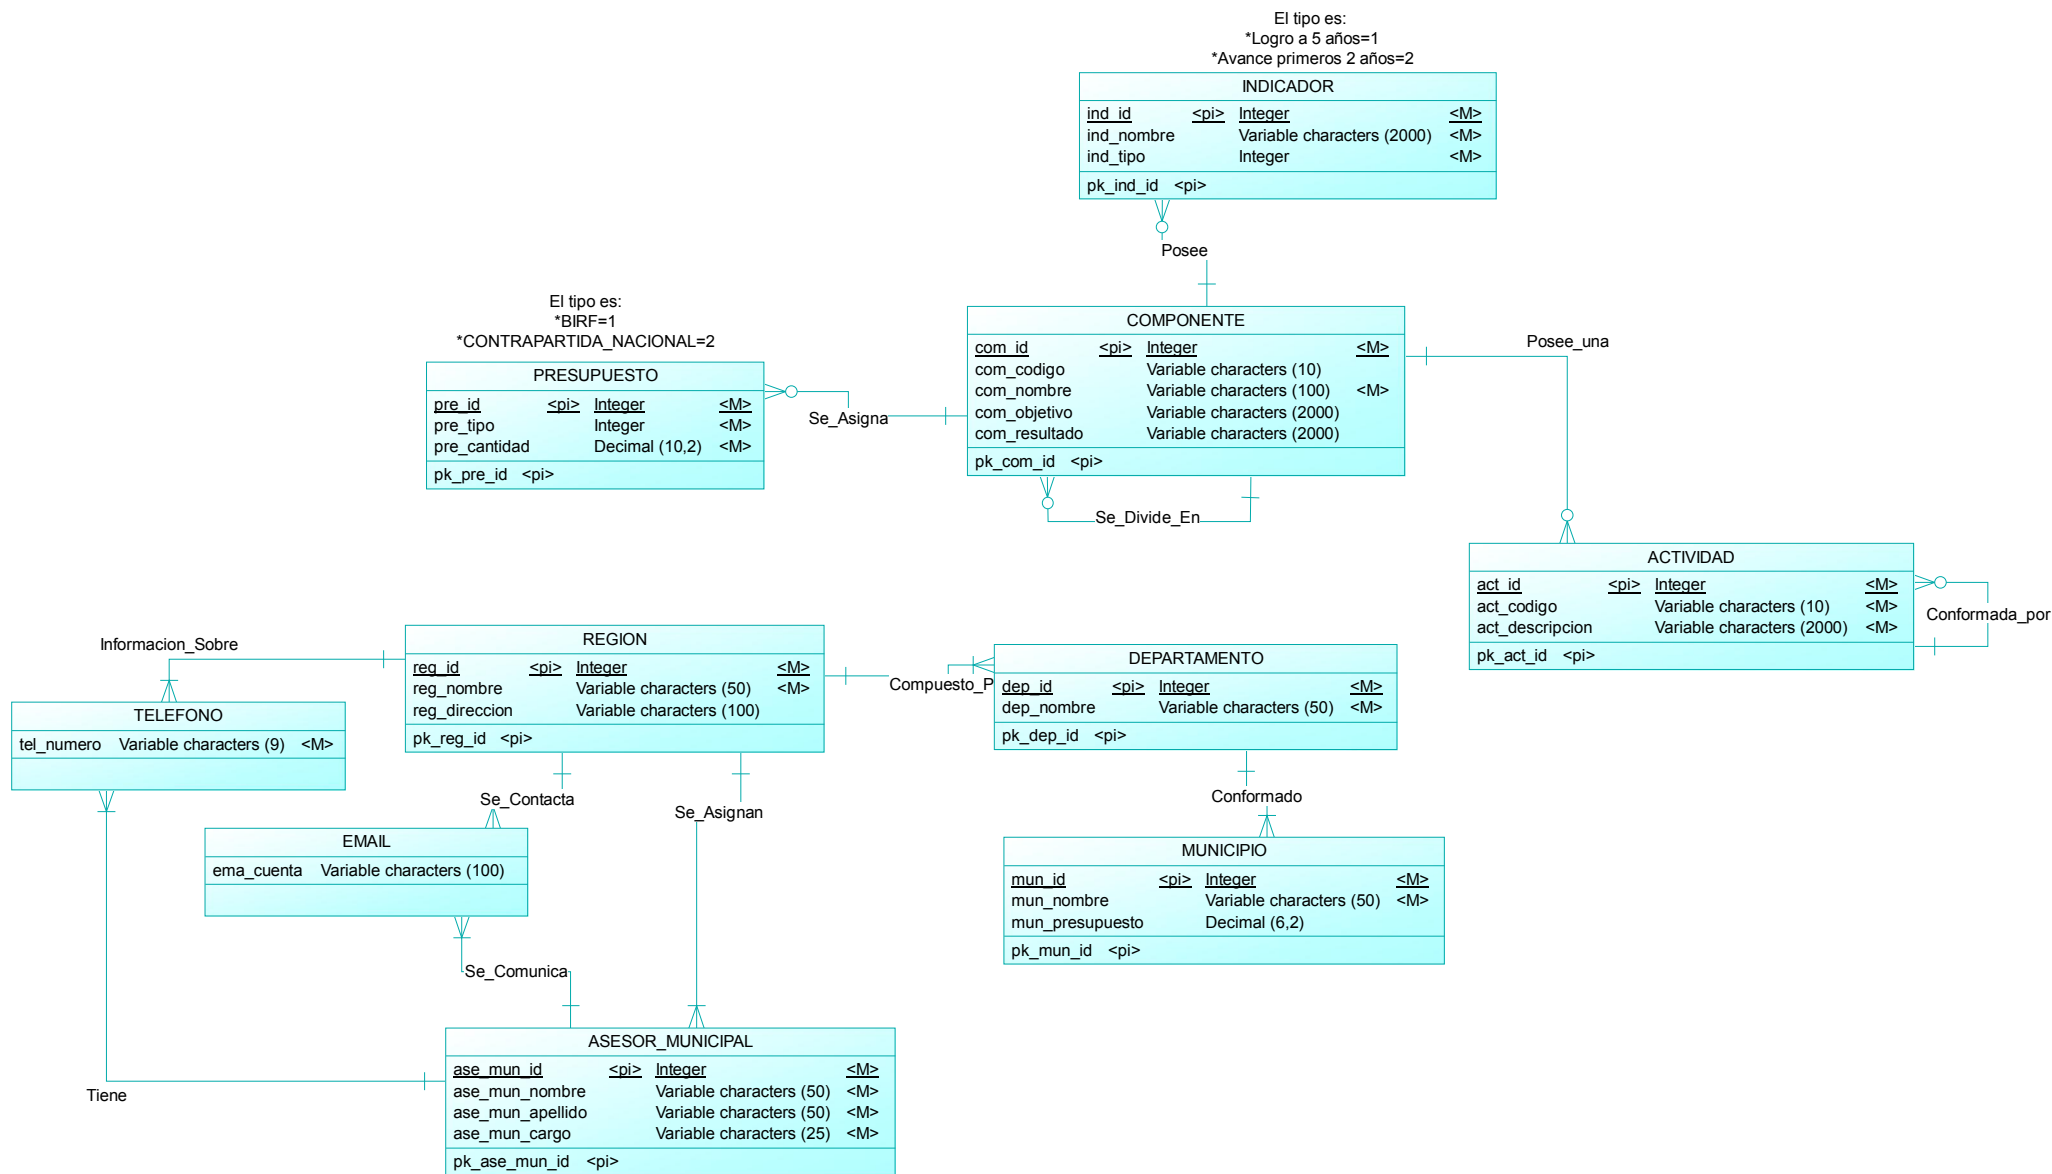 El tipo es:
*Logro a 5 años=1
*Avance primeros 2 años=2
INDICADOR
ind_id <pi> Integer <M>
ind_nombre Variable characters (2000) <M>
ind_tipo Integer <M>
pk_ind_id <pi>
Posee
El tipo es:
*BIRF=1
*CONTRAPARTIDA_NACIONAL=2
PRESUPUESTO
pre_id <pi> Integer <M>
pre_tipo Integer <M>
pre_cantidad Decimal (10,2) <M>
pk_pre_id <pi>
Se_Asigna
COMPONENTE
com_id <pi> Integer <M>
com_codigo Variable characters (10)
com_nombre Variable characters (100) <M>
com_objetivo Variable characters (2000)
com_resultado Variable characters (2000)
pk_com_id <pi>
Se_Divide_En
Posee_una
ACTIVIDAD
act_id <pi> Integer <M>
act_codigo Variable characters (10) <M>
act_descripcion Variable characters (2000) <M>
pk_act_id <pi>
Conformada_por
Informacion_Sobre
REGION
reg_id <pi> Integer <M>
reg_nombre Variable characters (50) <M>
reg_direccion Variable characters (100)
pk_reg_id <pi>
Compuesto_P
DEPARTAMENTO
dep_id <pi> Integer <M>
dep_nombre Variable characters (50) <M>
pk_dep_id <pi>
TELEFONO
tel_numero Variable characters (9) <M>
Se_Contacta
Se_Asignan
Conformado
EMAIL
ema_cuenta Variable characters (100)
MUNICIPIO
mun_id <pi> Integer <M>
mun_nombre Variable characters (50) <M>
mun_presupuesto Decimal (6,2)
pk_mun_id <pi>
Se_Comunica
Tiene
ASESOR_MUNICIPAL
ase_mun_id <pi> Integer <M>
ase_mun_nombre Variable characters (50) <M>
ase_mun_apellido Variable characters (50) <M>
ase_mun_cargo Variable characters (25) <M>
pk_ase_mun_id <pi>